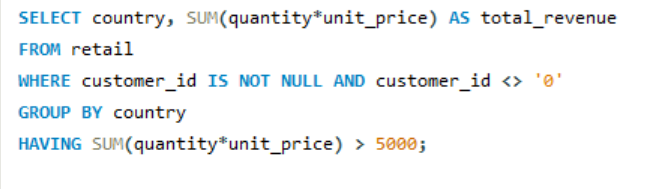 SELECT country, SUM(quantity*unit_price) AS total_revenue
FROM retail
WHERE customer_id IS NOT NULL AND customer_id <> '0'
GROUP BY country
HAVING SUM(quantity*unit_price) > 5000;